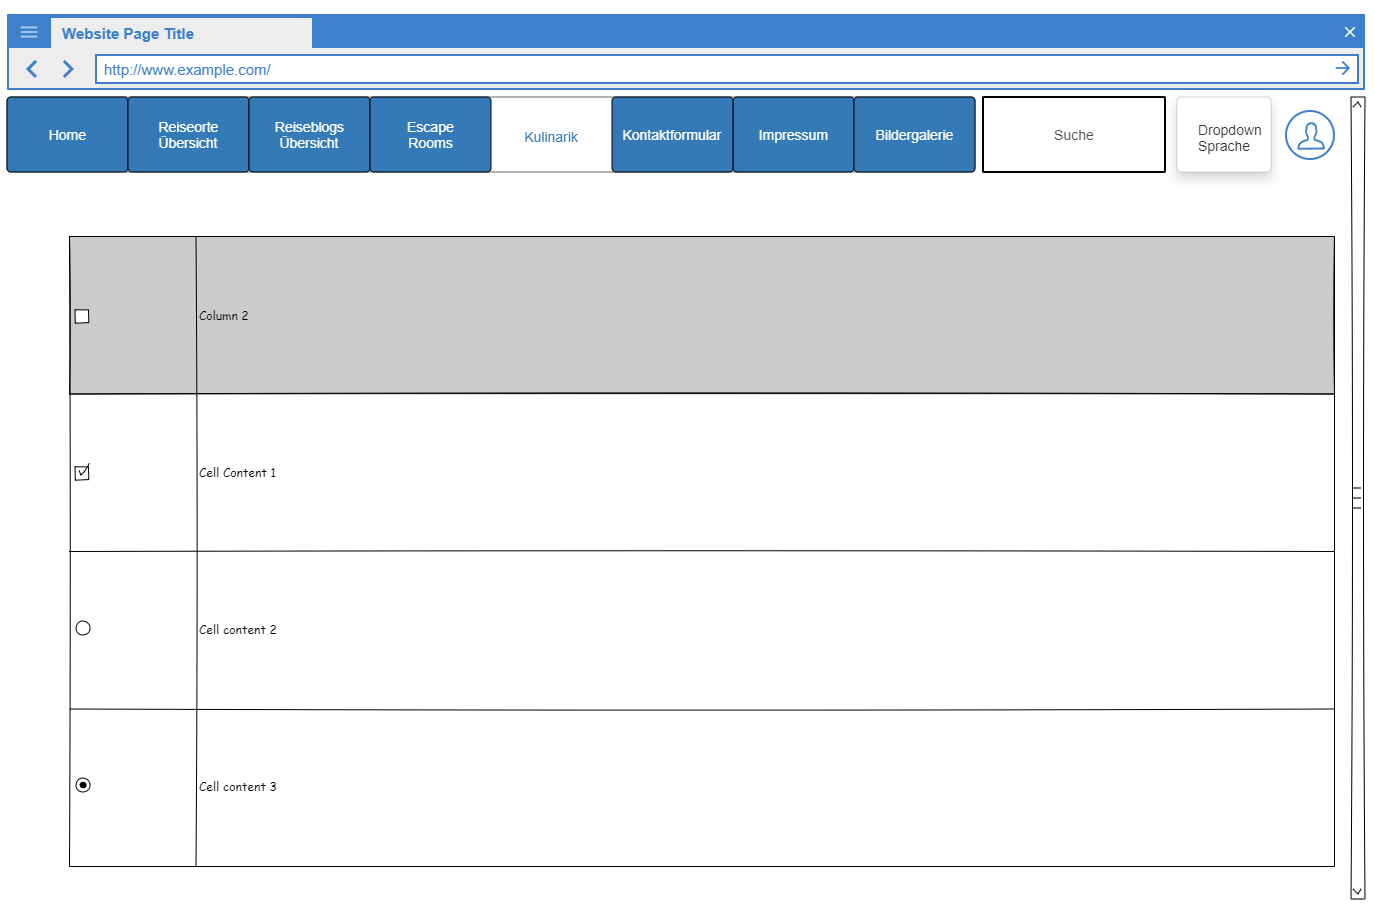 Website Page Title
http://www.example.com/
Home
Reiseorte
Übersicht
Reiseblogs
Übersicht
Escape
Rooms
Kulinarik
Kontaktformular
Impressum
Bildergalerie
Suche
Dropdown
Sprache
Column 2
Cell Content 1
Cell content 2
Cell content 3